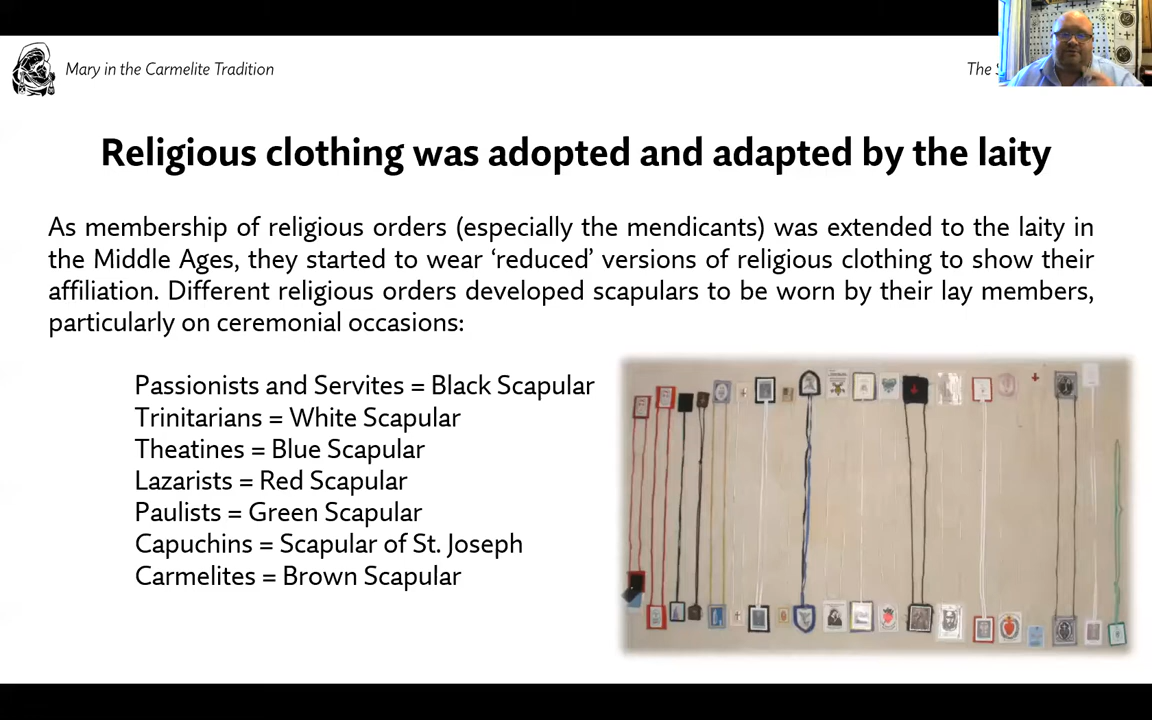 Mary in the Carmelite Tradition
The
Religious clothing was adopted and adapted by the laity
As membership of religious orders (especially the mendicants) was extended to the laity in
the Middle Ages, they started to wear ‘reduced’ versions of religious clothing to show their
affiliation. Different religious orders developed scapulars to be worn by their lay members,
particularly on ceremonial occasions:
Passionists and Servites = Black Scapular
Trinitarians = White Scapular
Theatines = Blue Scapular
Lazarists = Red Scapular
Paulists = Green Scapular
Capuchins = Scapular of St. Joseph
Carmelites = Brown Scapular